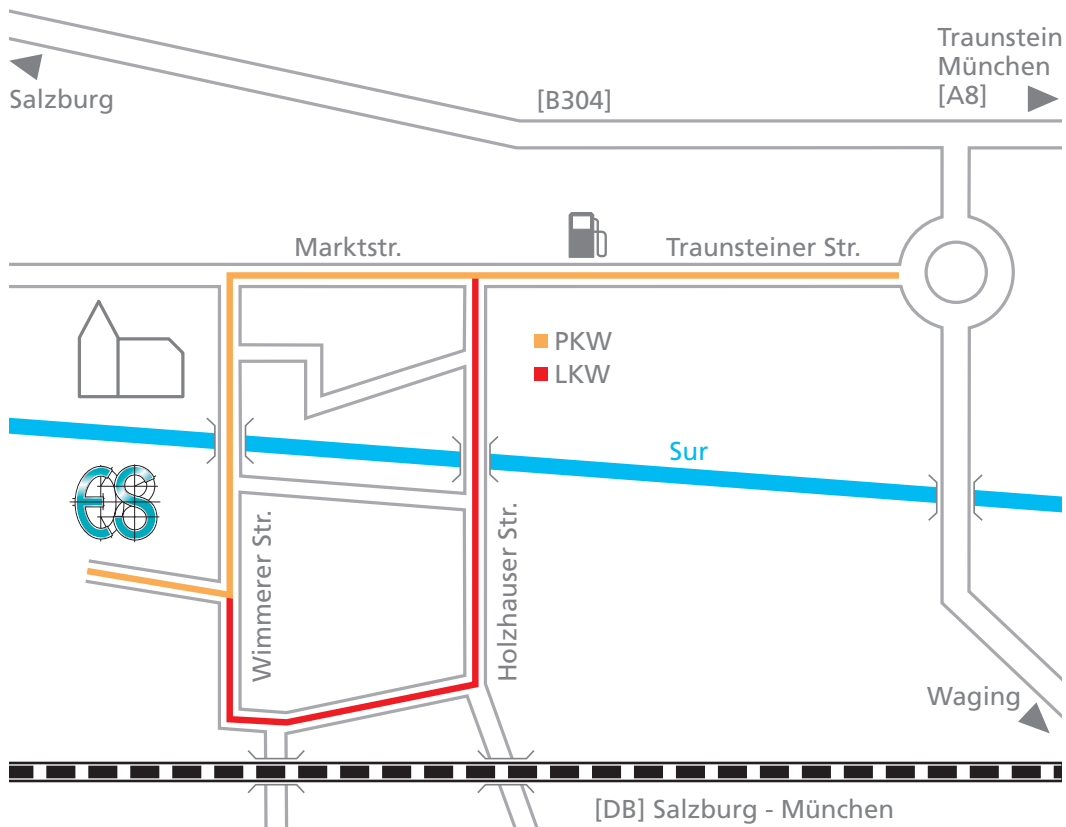 Traunstein
München
[A8]
Salzburg
[B304]
Marktstr.
Traunsteiner Str.
PKW
LKW
Sur
ES
Wimmerer Str.
Holzhauser Str.
Waging
[DB] Salzburg - München